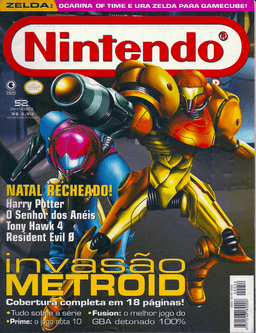 ZELDA: OCARINA OF TIME E URA ZELDA PARA GAMECUBE!
Nintendo®
52
R$ 5,90
NATAL RECHEADO!
Harry Potter
O Senhor dos Anéis
Tony Hawk 4
Resident Evil 0
invasão
METROID
Cobertura completa em 18 páginas!
•Tudo sobre a série •Fusion: o melhor jogo do
•Prime: o jogo nota 10 GBA detonado 100%